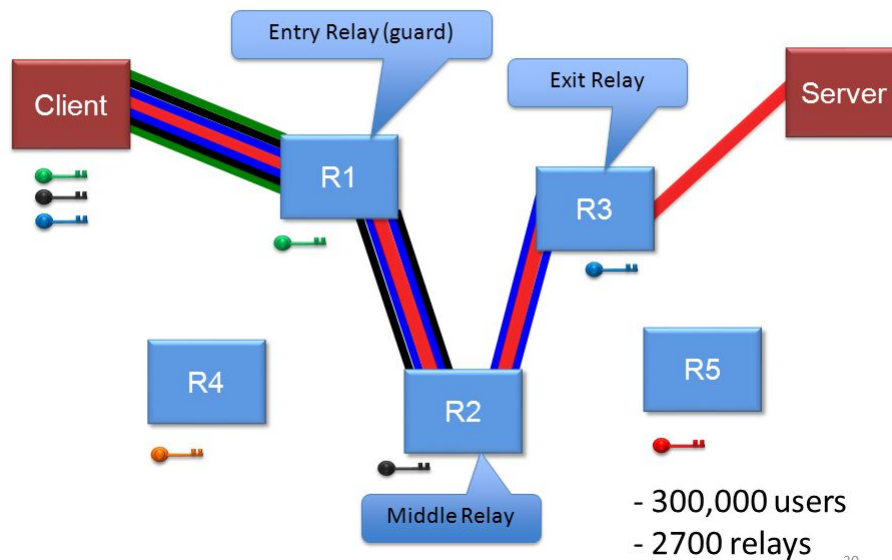 Entry Relay (guard)
Client
Exit Relay
Server
R1
R3
R4
R5
R2
Middle Relay
- 300,000 users
- 2700 relays